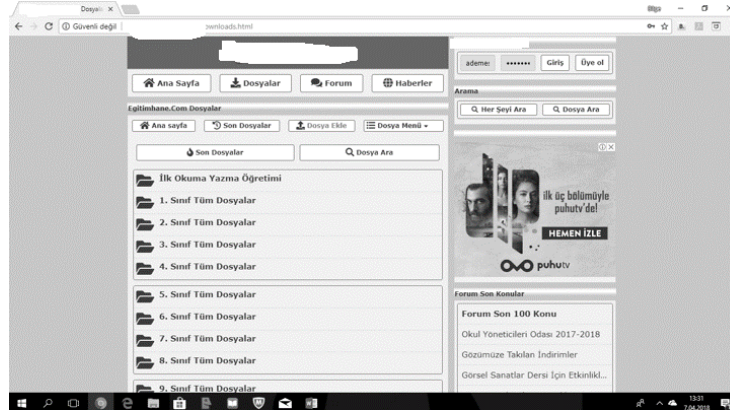 Dosyala
Güvenli değil
ownloads.html
ademe
Giriş
Üye ol
Ana Sayfa
Dosyalar
Forum
Haberler
Arama
Her Şeyi Ara
Dosya Ara
Egitimhane.Com Dosyalar
Ana sayfa
Son Dosyalar
Dosya Ekle
Dosya Menü
Son Dosyalar
Dosya Ara
İlk Okuma Yazma Öğretimi
1. Sınıf Tüm Dosyalar
2. Sınıf Tüm Dosyalar
3. Sınıf Tüm Dosyalar
4. Sınıf Tüm Dosyalar
5. Sınıf Tüm Dosyalar
6. Sınıf Tüm Dosyalar
7. Sınıf Tüm Dosyalar
8. Sınıf Tüm Dosyalar
9. Sınıf Tüm Dosyalar
ilk üç bölümüyle
puhutv'de!
HEMEN İZLE
puhutv
Forum Son Konular
Forum Son 100 Konu
Okul Yöneticileri Odası 2017-2018
Gözümüze Takılan İndirimler
Görsel Sanatlar Dersi İçin Etkinlikl...
13:31
7.04.2018